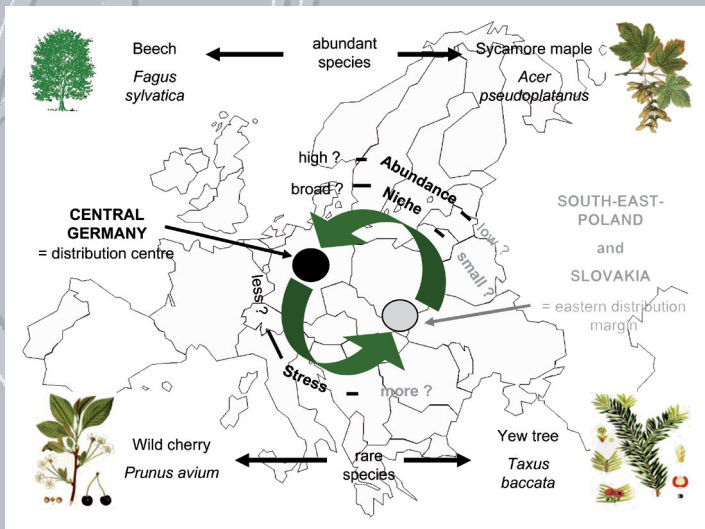 Beech
Fagus
sylvatica
abundant
species
Sycamore maple
Acer
pseudoplatanus
high ?
broad ?
Abundance
Niche
low ?
small ?
CENTRAL
GERMANY
= distribution centre
SOUTH-EAST-
POLAND
and
SLOVAKIA
= eastern distribution
margin
less ?
Stress
more ?
Wild cherry
Prunus avium
rare
species
Yew tree
Taxus
baccata